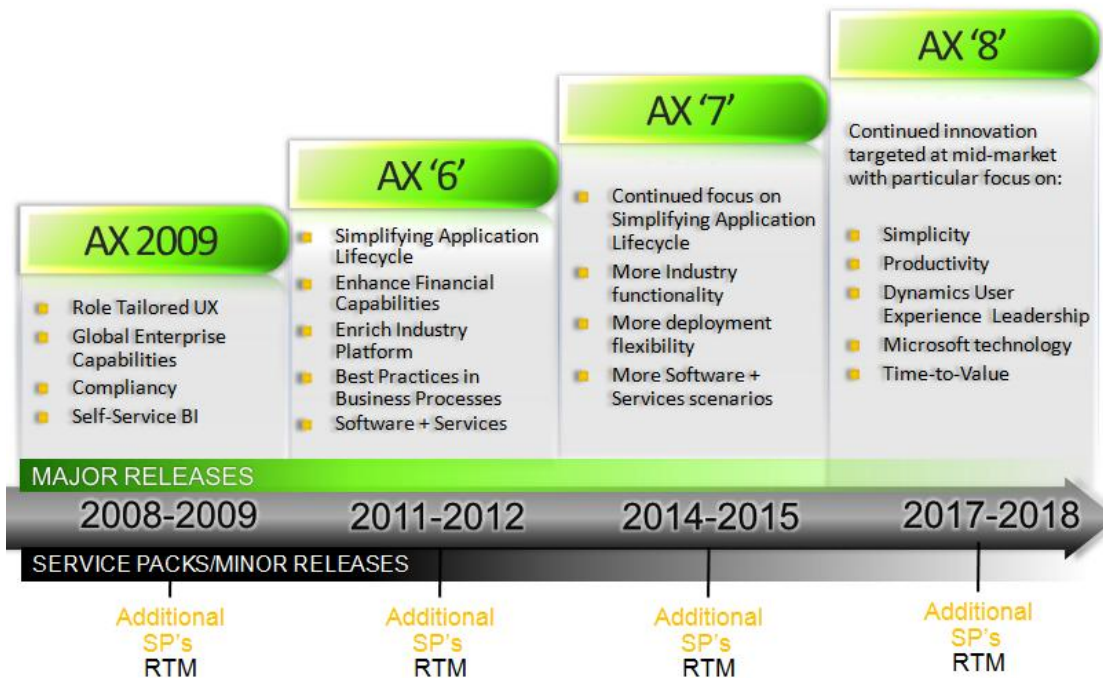 AX 2009
Role Tailored UX
Global Enterprise
Capabilities
Compliancy
Self-Service BI
AX ‘6’
Simplifying Application
Lifecycle
Enhance Financial
Capabilities
Enrich Industry
Platform
Best Practices in
Business Processes
Software + Services
AX ‘7’
Continued focus on
Simplifying Application
Lifecycle
More Industry
functionality
More deployment
flexibility
More Software +
Services scenarios
AX ‘8’
Continued innovation
targeted at mid-market
with particular focus on:
Simplicity
Productivity
Dynamics User
Experience Leadership
Microsoft technology
Time-to-Value
MAJOR RELEASES
2008-2009
2011-2012
2014-2015
2017-2018
SERVICE PACKS/MINOR RELEASES
Additional
SP's
RTM
Additional
SP's
RTM
Additional
SP's
RTM
Additional
SP's
RTM